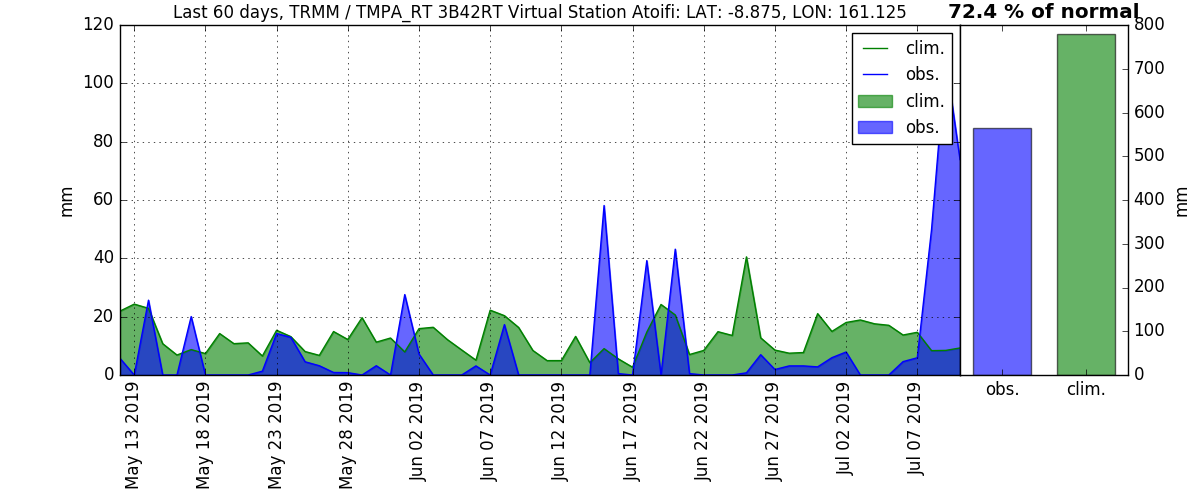 Last 60 days, TRMM / TMPA_RT 3B42RT Virtual Station Atoifi: LAT: -8.875, LON: 161.125
72.4 % of normal
120
100
80
60
40
20
0
mm
clim.
obs.
clim.
obs.
800
700
600
500
400
300
200
100
0
mm
May 13 2019
May 18 2019
May 23 2019
May 28 2019
Jun 02 2019
Jun 07 2019
Jun 12 2019
Jun 17 2019
Jun 22 2019
Jun 27 2019
Jul 02 2019
Jul 07 2019
obs.
clim.